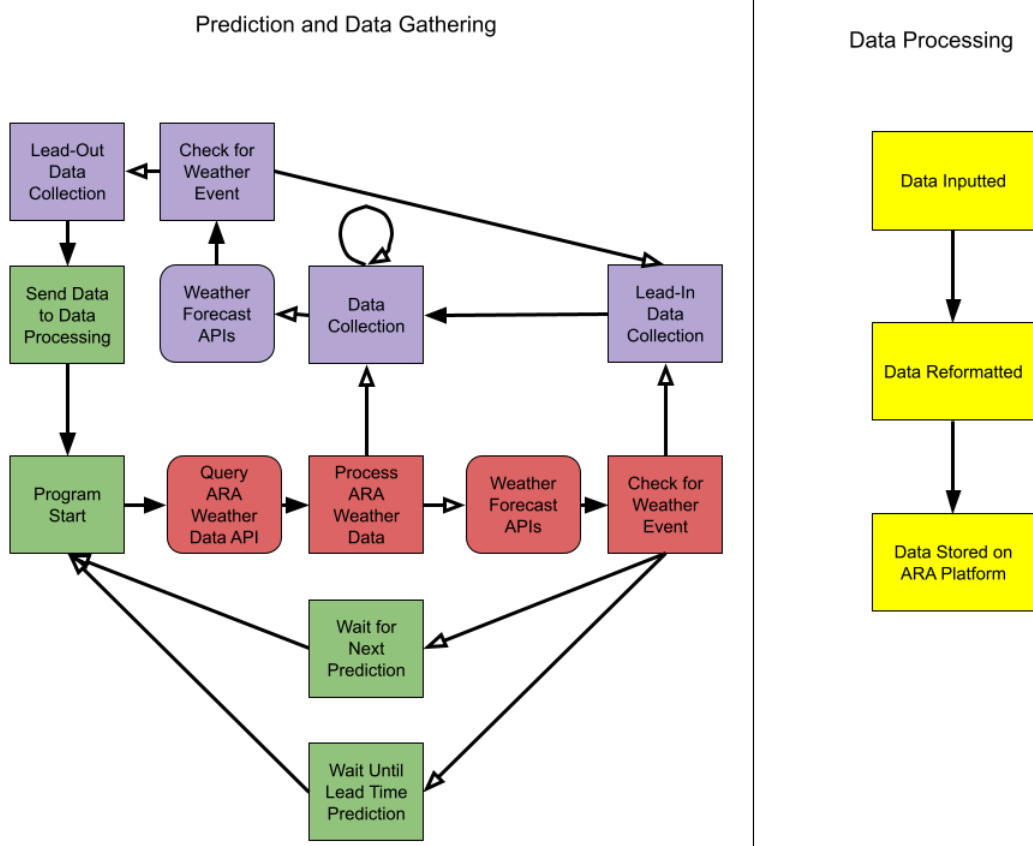 Prediction and Data Gathering
Data Processing
Lead-Out
Data
Collection
Check for
Weather
Event
Data Inputted
Send Data
to Data
Processing
Weather
Forecast
APIs
Data
Collection
Lead-In
Data
Collection
Data Reformatted
Program
Start
Query
ARA
Weather
Data API
Process
ARA
Weather
Data
Weather
Forecast
APIs
Check for
Weather
Event
Data Stored on
ARA Platform
Wait for
Next
Prediction
Wait Until
Lead Time
Prediction